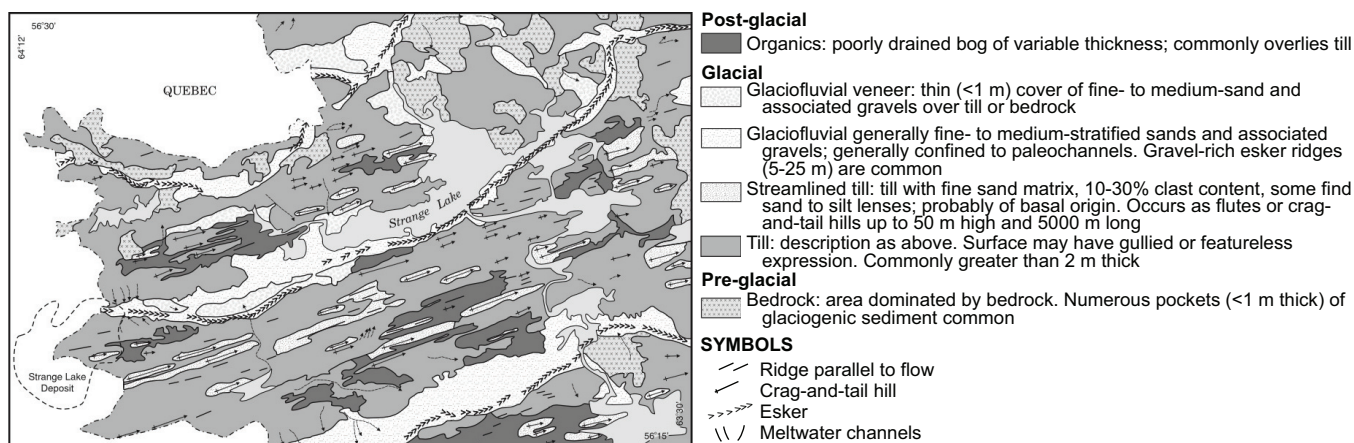 56°30'
64°12'
QUEBEC
Strange Lake
Strange Lake
Deposit
63°30'
56°15'
Post-glacial
Organics: poorly drained bog of variable thickness; commonly overlies till
Glacial
Glaciofluvial veneer: thin (<1 m) cover of fine- to medium-sand and
associated gravels over till or bedrock
Glaciofluvial generally fine- to medium-stratified sands and associated
gravels; generally confined to paleochannels. Gravel-rich esker ridges
(5-25 m) are common
Streamlined till: till with fine sand matrix, 10-30% clast content, some find
sand to silt lenses; probably of basal origin. Occurs as flutes or crag-
and-tail hills up to 50 m high and 5000 m long
Till: description as above. Surface may have gullied or featureless
expression. Commonly greater than 2 m thick
Pre-glacial
Bedrock: area dominated by bedrock. Numerous pockets (<1 m thick) of
glaciogenic sediment common
SYMBOLS
Ridge parallel to flow
Crag-and-tail hill
Esker
Meltwater channels